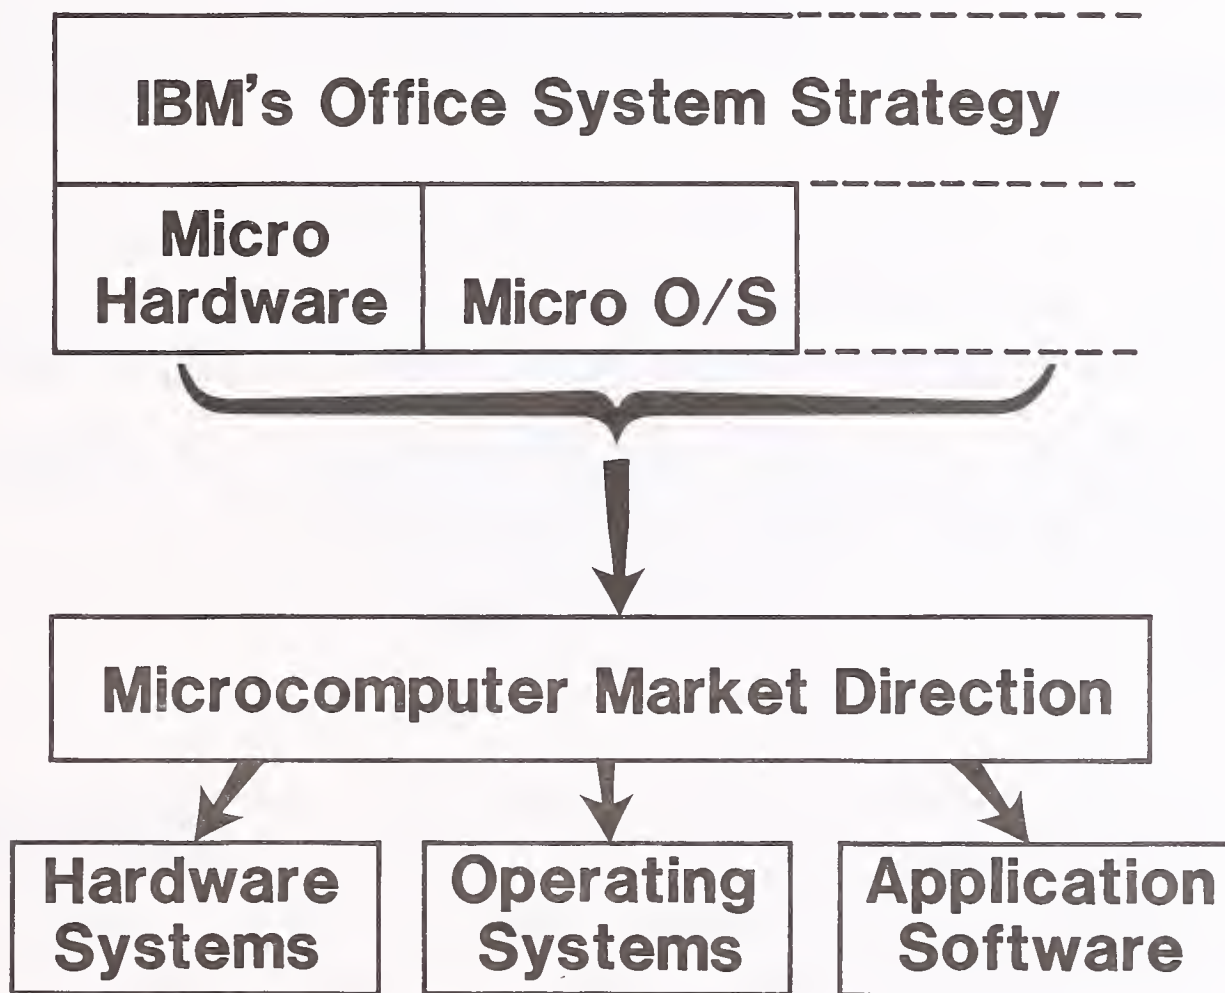 IBM's Office System Strategy
Micro
Hardware
Micro O/S
Microcomputer Market Direction
Hardware
Systems
Operating
Systems
Application
Software